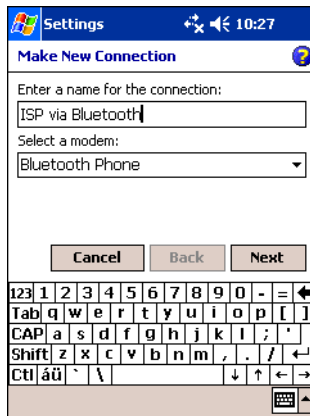 Settings 10:27
Make New Connection ?
Enter a name for the connection:
ISP via Bluetooth
Select a modem:
Bluetooth Phone
Cancel Back Next
123 1 2 3 4 5 6 7 8 9 0 - =
Tab q w e r t y u i o p [ ]
CAP a s d f g h j k l ; '
Shift z x c v b n m , . /
Ctl áü ` \